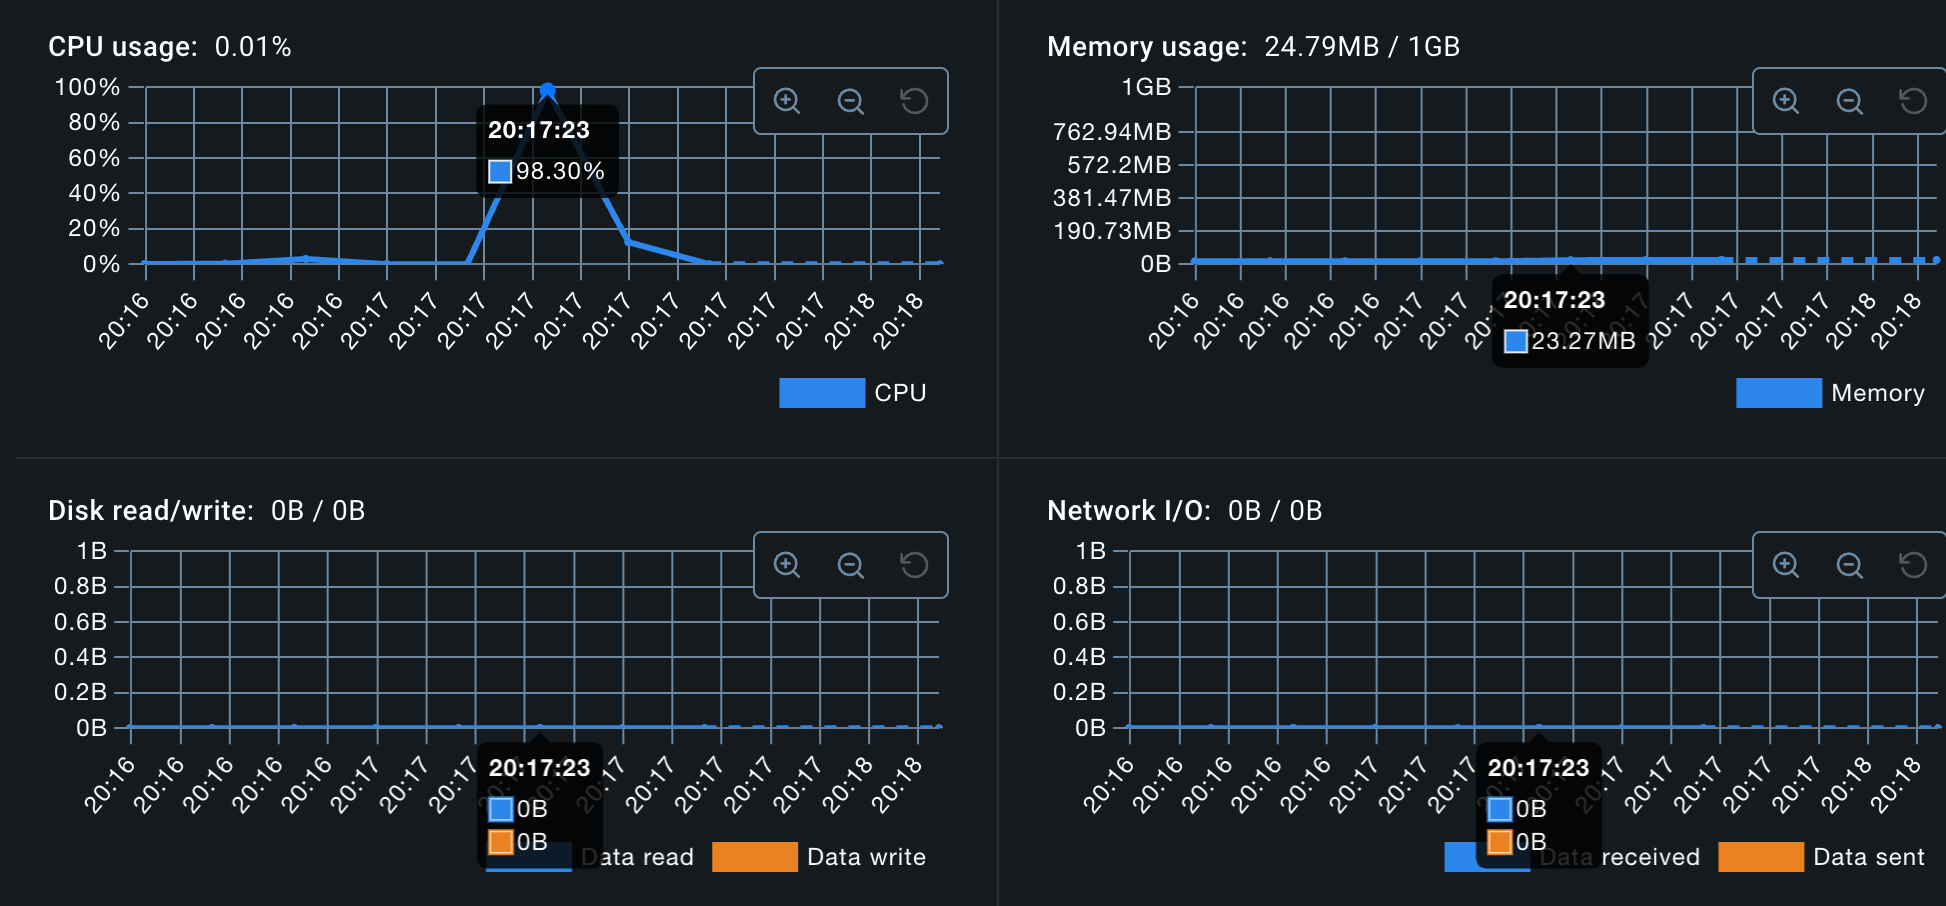 CPU usage: 0.01%
100%
80%
60%
40%
20%
0%
20:17:23
98.30%
20:16 20:16 20:16 20:16 20:16 20:17 20:17 20:17 20:17 20:17 20:17 20:17 20:17 20:17 20:17 20:18 20:18
CPU
Memory usage: 24.79MB / 1GB
1GB
762.94MB
572.2MB
381.47MB
190.73MB
0B
20:17:23
23.27MB
20:16 20:16 20:16 20:16 20:16 20:17 20:17 20:17 20:17 20:17 20:17 20:17 20:18 20:18
Memory
Disk read/write: 0B / 0B
1B
0.8B
0.6B
0.4B
0.2B
0B
20:17:23
0B
0B
20:16 20:16 20:16 20:16 20:16 20:17 20:17 20:17 20:17 20:17 20:17 20:17 20:17 20:18 20:18
Data read Data write
Network I/O: 0B / 0B
1B
0.8B
0.6B
0.4B
0.2B
0B
20:17:23
0B
0B
20:16 20:16 20:16 20:16 20:16 20:17 20:17 20:17 20:17 20:17 20:17 20:17 20:17 20:18 20:18
Data received Data sent